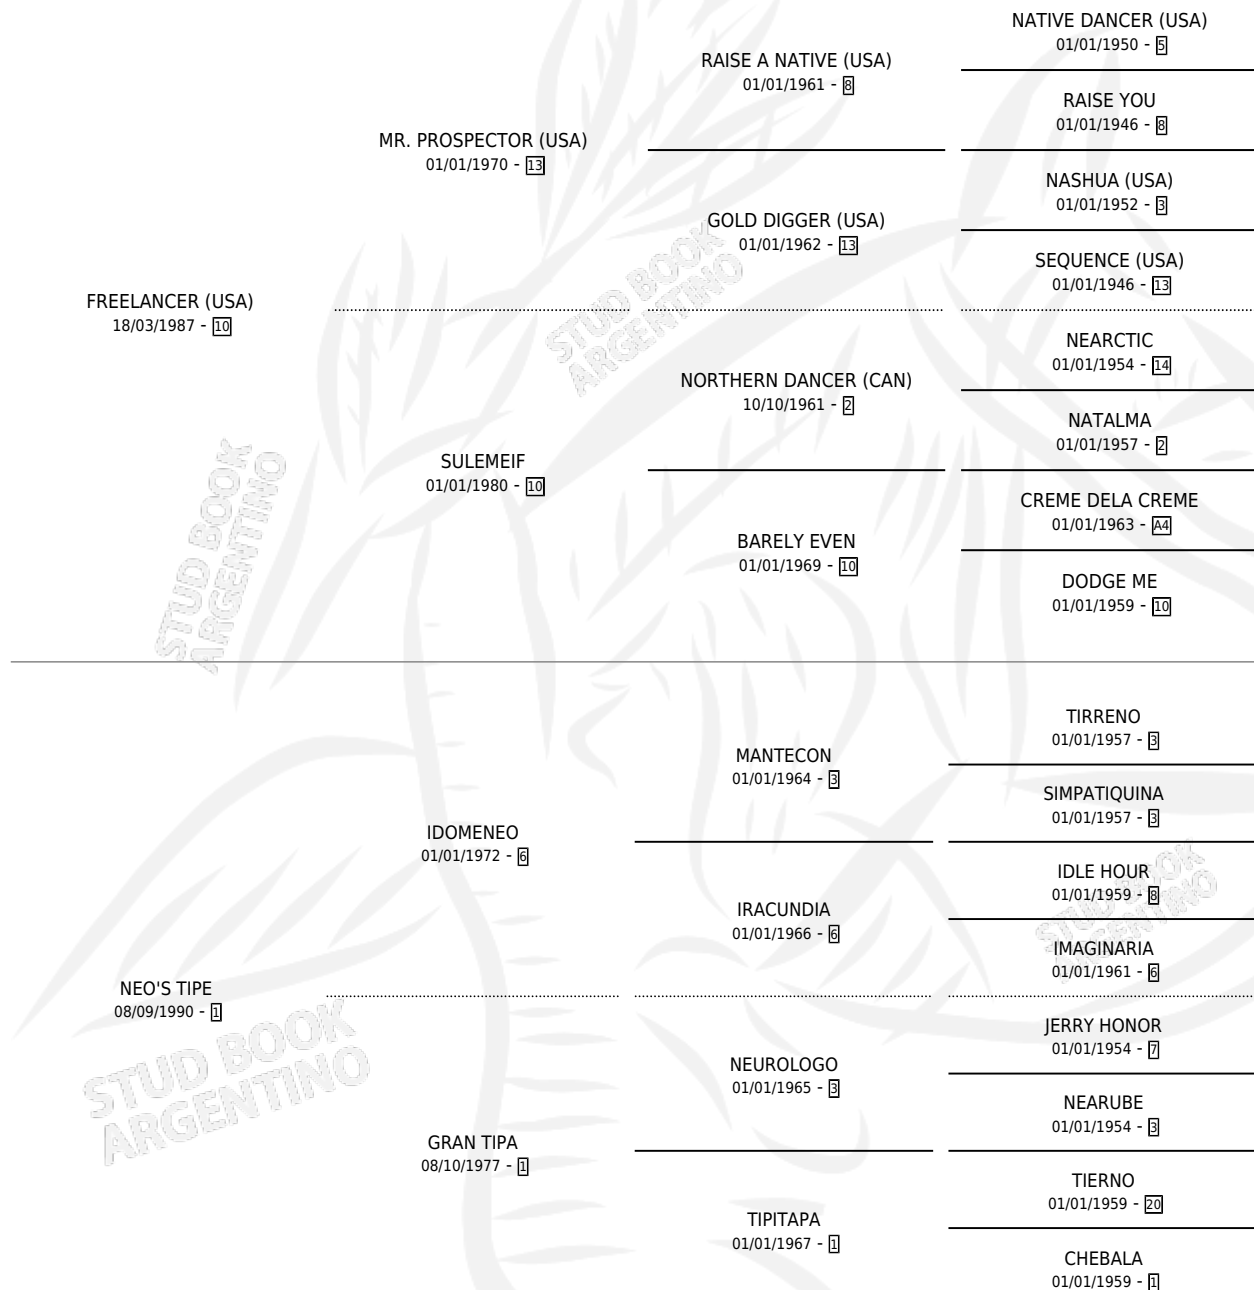 NATIVE DANCER (USA)
01/01/1950 - 5
RAISE A NATIVE (USA)
01/01/1961 - 8
RAISE YOU
01/01/1946 - 8
MR. PROSPECTOR (USA)
01/01/1970 - 13
NASHUA (USA)
01/01/1952 - 3
GOLD DIGGER (USA)
01/01/1962 - 13
SEQUENCE (USA)
01/01/1946 - 13
FREELANCER (USA)
18/03/1987 - 10
NEARCTIC
01/01/1954 - 14
NORTHERN DANCER (CAN)
10/10/1961 - 2
NATALMA
01/01/1957 - 2
SULEMEIF
01/01/1980 - 10
CREME DELA CREME
01/01/1963 - A4
BARELY EVEN
01/01/1969 - 10
DODGE ME
01/01/1959 - 10
TIRRENO
01/01/1957 - 3
MANTECON
01/01/1964 - 3
SIMPATIQUINA
01/01/1957 - 3
IDOMENEO
01/01/1972 - 6
IDLE HOUR
01/01/1959 - 8
IRACUNDIA
01/01/1966 - 6
IMAGINARIA
01/01/1961 - 6
NEO'S TIPE
08/09/1990 - 1
JERRY HONOR
01/01/1954 - 7
NEUROLOGO
01/01/1965 - 3
NEARUBE
01/01/1954 - 3
GRAN TIPA
08/10/1977 - 1
TIERNO
01/01/1959 - 20
TIPITAPA
01/01/1967 - 1
CHEBALA
01/01/1959 - 1
STUD BOOK
ARGENTINO
STUD BOOK
ARGENTINO
STUD BOOK
ARGENTINO
STUD BOOK
ARGENTINO